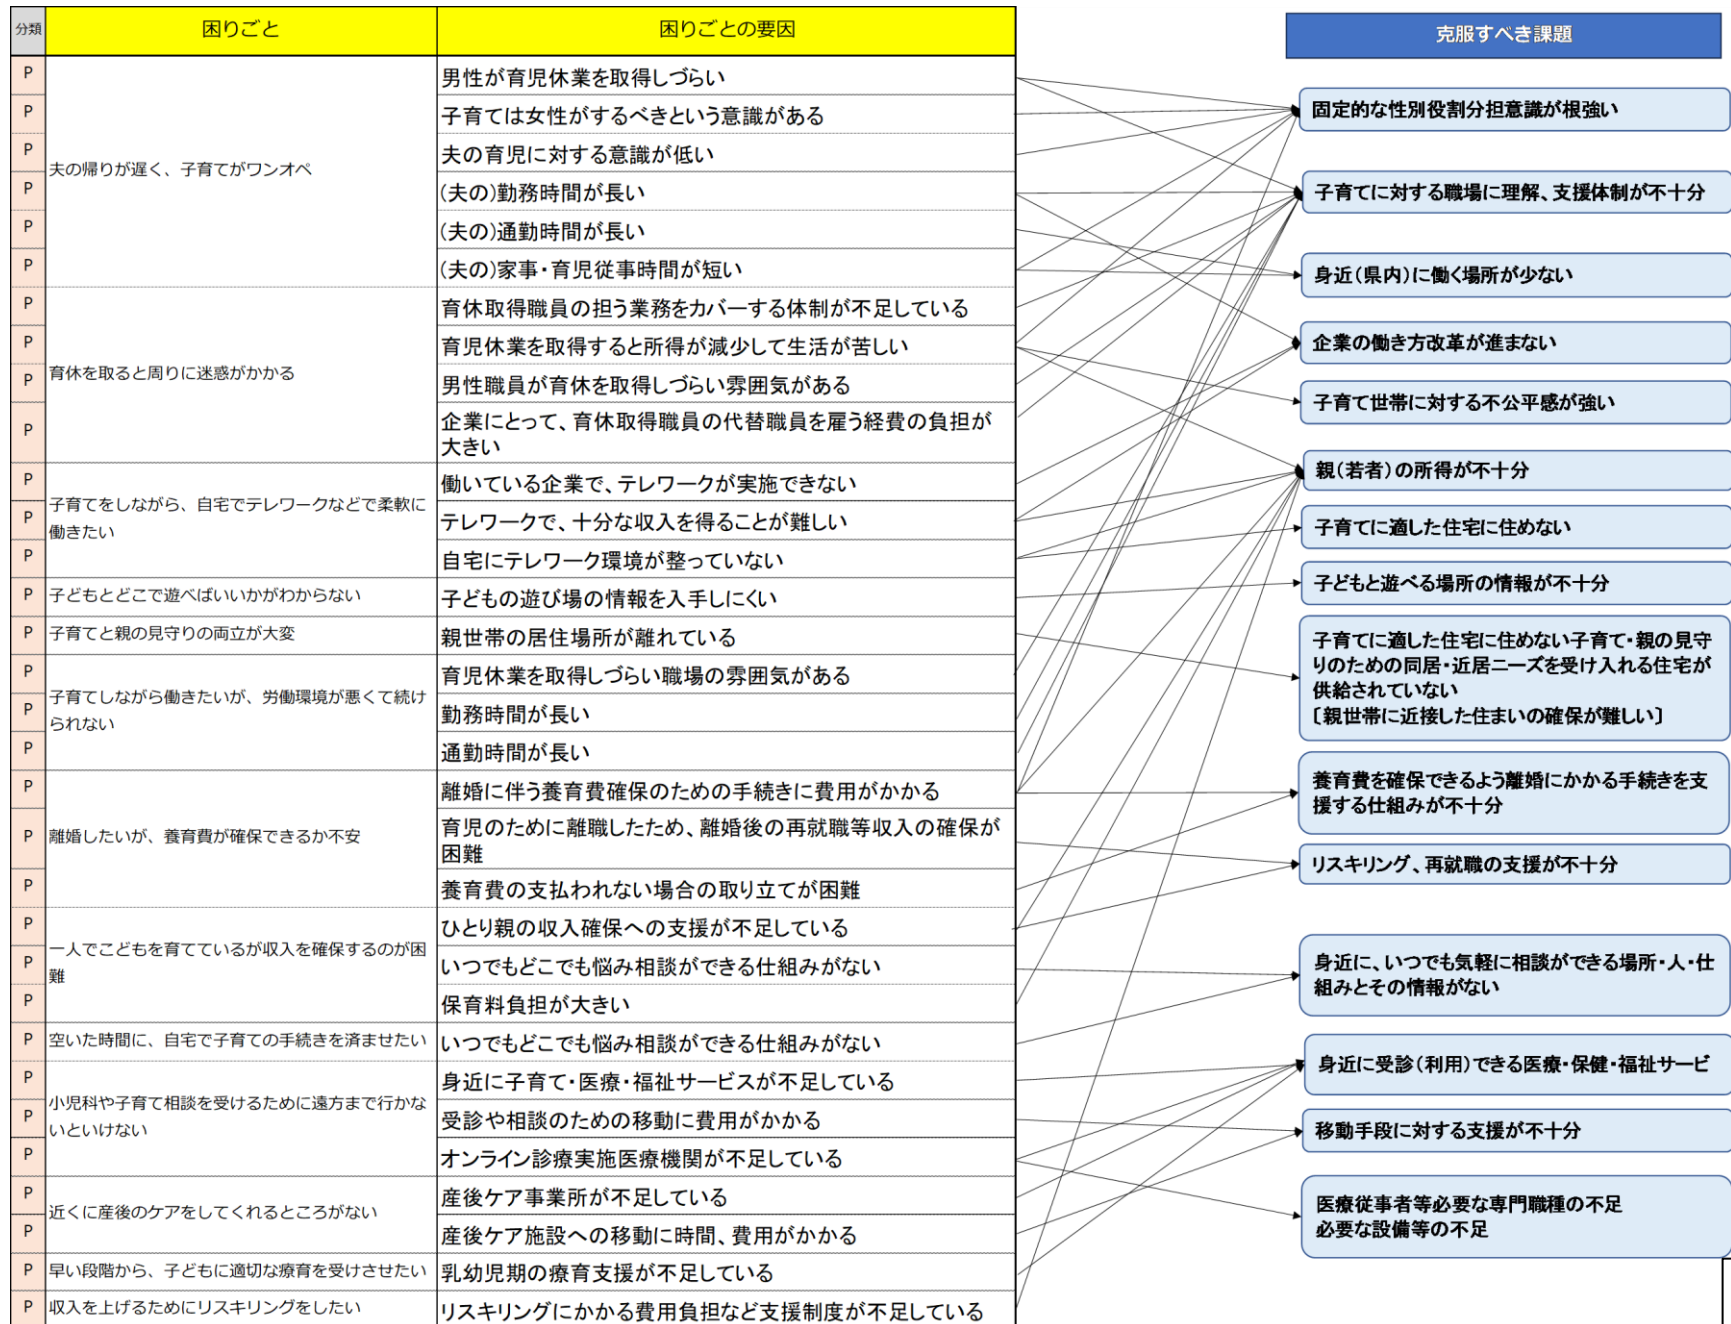 分類 困りごと 困りごとの要因
P 夫の帰りが遅く、子育てがワンオペ 男性が育児休業を取得しづらい
P 子育ては女性がするべきという意識がある
P 夫の育児に対する意識が低い
P (夫の)勤務時間が長い
P (夫の)通勤時間が長い
P (夫の)家事・育児従事時間が短い
P 育休を取ると周りに迷惑がかかる 育休取得職員の担う業務をカバーする体制が不足している
P 育児休業を取得すると所得が減少して生活が苦しい
P 男性職員が育休を取得しづらい雰囲気がある
P 企業にとって、育休取得職員の代替職員を雇う経費の負担が
大きい
P 子育てをしながら、自宅でテレワークなどで柔軟に
働きたい
働いている企業で、テレワークが実施できない
P テレワークで、十分な収入を得ることが難しい
P 自宅にテレワーク環境が整っていない
P 子どもとどこで遊べばいいかがわからない 子どもの遊び場の情報を入手しにくい
P 子育てと親の見守りの両立が大変 親世帯の居住場所が離れている
P 子育てしながら働きたいが、労働環境が悪くて続け
られない
育児休業を取得しづらい職場の雰囲気がある
P 勤務時間が長い
P 通勤時間が長い
P 離婚したいが、養育費が確保できるか不安 離婚に伴う養育費確保のための手続きに費用がかかる
P 育児のために離職したため、離婚後の再就職等収入の確保が
困難
P 養育費の支払われない場合の取り立てが困難
P 一人でこどもを育てているが収入を確保するのが困
難
ひとり親の収入確保への支援が不足している
P いつでもどこでも悩み相談ができる仕組みがない
P 保育料負担が大きい
P 空いた時間に、自宅で子育ての手続きを済ませたい いつでもどこでも悩み相談ができる仕組みがない
P 小児科や子育て相談を受けるために遠方まで行かな
いといけない
身近に子育て・医療・福祉サービスが不足している
P 受診や相談のための移動に費用がかかる
P オンライン診療実施医療機関が不足している
P 近くに産後のケアをしてくれるところがない 産後ケア事業所が不足している
P 産後ケア施設への移動に時間、費用がかかる
P 早い段階から、子どもに適切な療育を受けさせたい 乳幼児期の療育支援が不足している
P 収入を上げるためにリスキリングをしたい リスキリングにかかる費用負担など支援制度が不足している
克服すべき課題
固定的な性別役割分担意識が根強い
子育てに対する職場に理解、支援体制が不十分
身近(県内)に働く場所が少ない
企業の働き方改革が進まない
子育て世帯に対する不公平感が強い
親(若者)の所得が不十分
子育てに適した住宅に住めない
子どもと遊べる場所の情報が不十分
子育てに適した住宅に住めない子育て・親の見守
りのための同居・近居ニーズを受け入れる住宅が
供給されていない
〔親世帯に近接した住まいの確保が難しい〕
養育費を確保できるよう離婚にかかる手続きを支
援する仕組みが不十分
リスキリング、再就職の支援が不十分
身近に、いつでも気軽に相談ができる場所・人・仕
組みとその情報がない
身近に受診(利用)できる医療・保健・福祉サービ
移動手段に対する支援が不十分
医療従事者等必要な専門職種の不足
必要な設備等の不足